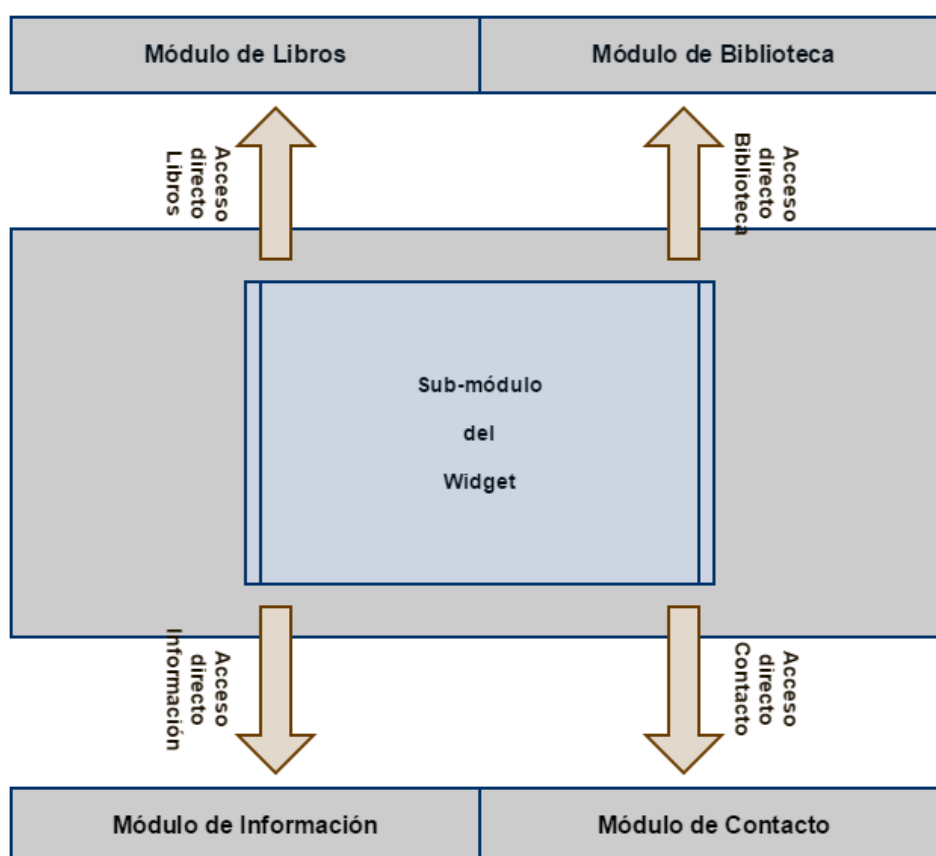 Módulo de Libros
Módulo de Biblioteca
Acceso
directo
Libros
Acceso
directo
Biblioteca
Sub-módulo
del
Widget
Acceso
directo
Información
Acceso
directo
Contacto
Módulo de Información
Módulo de Contacto